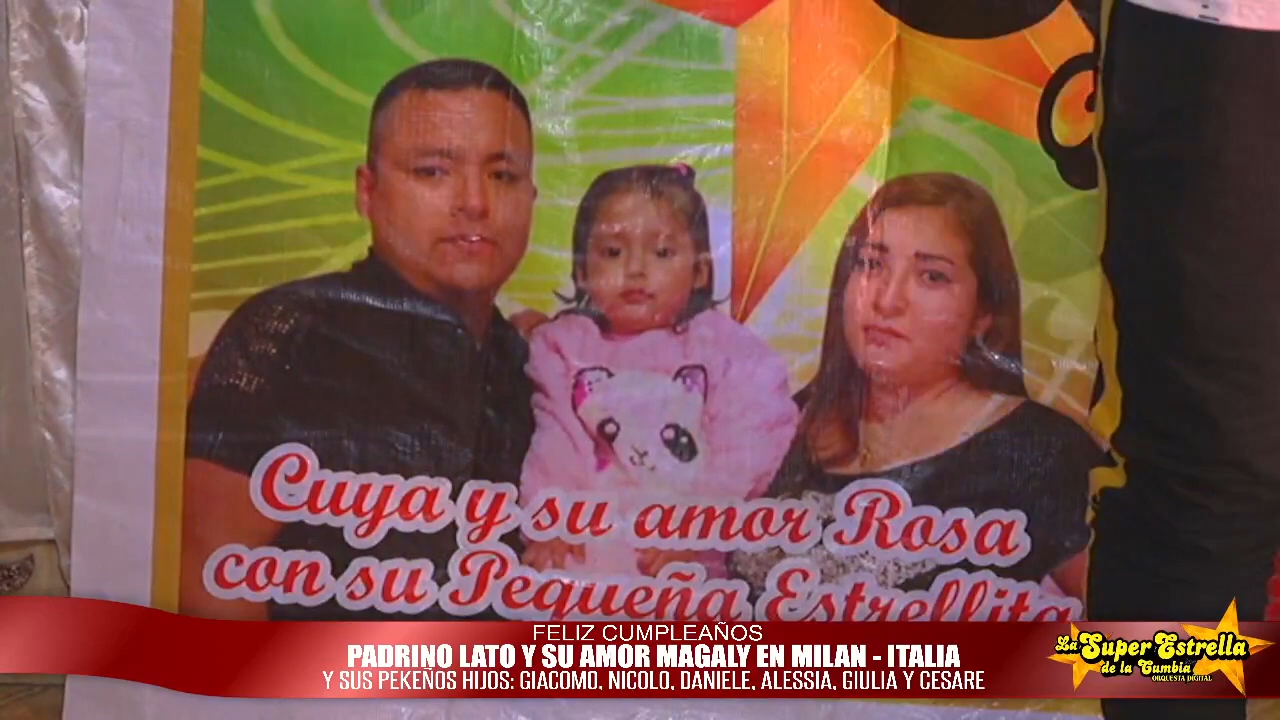 Cuya y su amor Rosa
con su Pequeña Estrellita
FELIZ CUMPLEAÑOS
PADRINO LATO Y SU AMOR MAGALY EN MILAN - ITALIA
Y SUS PEKEÑOS HIJOS: GIACOMO, NICOLO, DANIELE, ALESSIA, GIULIA Y CESARE
La Super Estrella
de la Cumbia
ORQUESTA DIGITAL